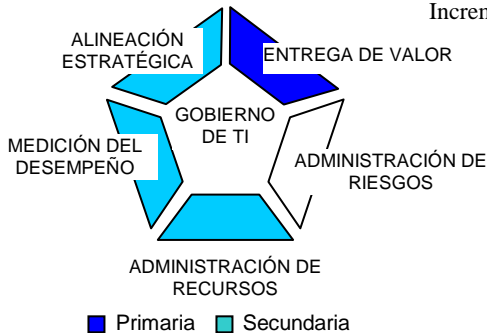 Increm
ALINEACIÓN
ESTRATÉGICA
ENTREGA DE VALOR
GOBIERNO
DE TI
MEDICIÓN DEL
DESEMPEÑO
ADMINISTRACIÓN DE
RIESGOS
ADMINISTRACIÓN DE
RECURSOS
Primaria Secundaria